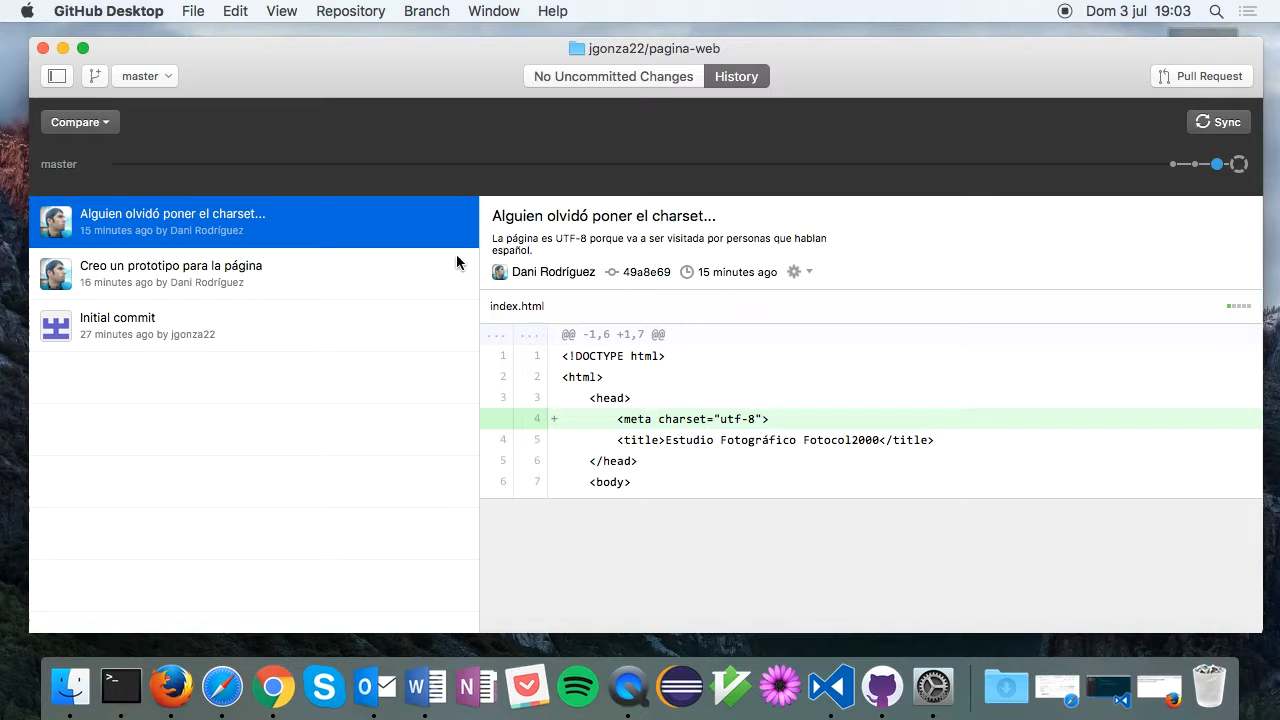 GitHub Desktop File Edit View Repository Branch Window Help Dom 3 jul 19:03
jgonza22/pagina-web
master No Uncommitted Changes History Pull Request
Compare Sync
master
Alguien olvidó poner el charset...
15 minutes ago by Dani Rodríguez
Creo un prototipo para la página
16 minutes ago by Dani Rodríguez
Initial commit
27 minutes ago by jgonza22
Alguien olvidó poner el charset...
La página es UTF-8 porque va a ser visitada por personas que hablan
español.
Dani Rodríguez 49a8e69 15 minutes ago
index.html
... ... @@ -1,6 +1,7 @@
1 1 <!DOCTYPE html>
2 2 <html>
3 3 <head>
4 + <meta charset="utf-8">
4 5 <title>Estudio Fotográfico Fotocol2000</title>
5 6 </head>
6 7 <body>